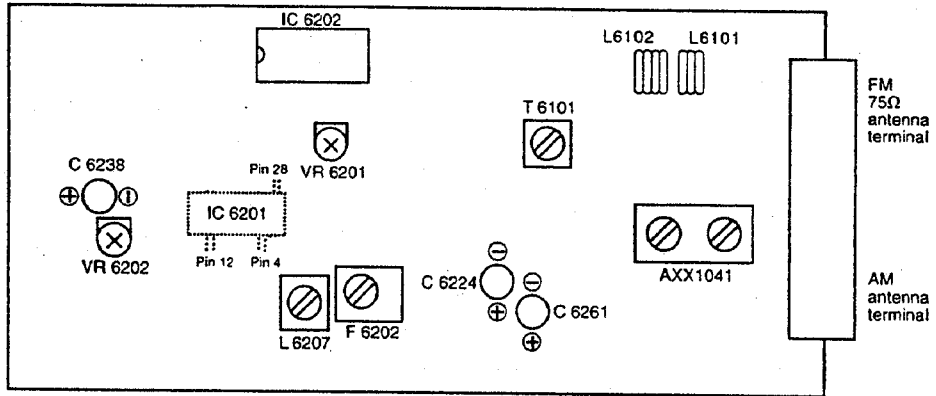 IC 6202
L6102
L6101
FM
75Ω
antenna
terminal
T 6101
C 6238
Pin 28
VR 6201
IC 6201
VR 6202
Pin 12
Pin 4
C 6224
AXX1041
AM
antenna
terminal
C 6261
L 6207
F 6202